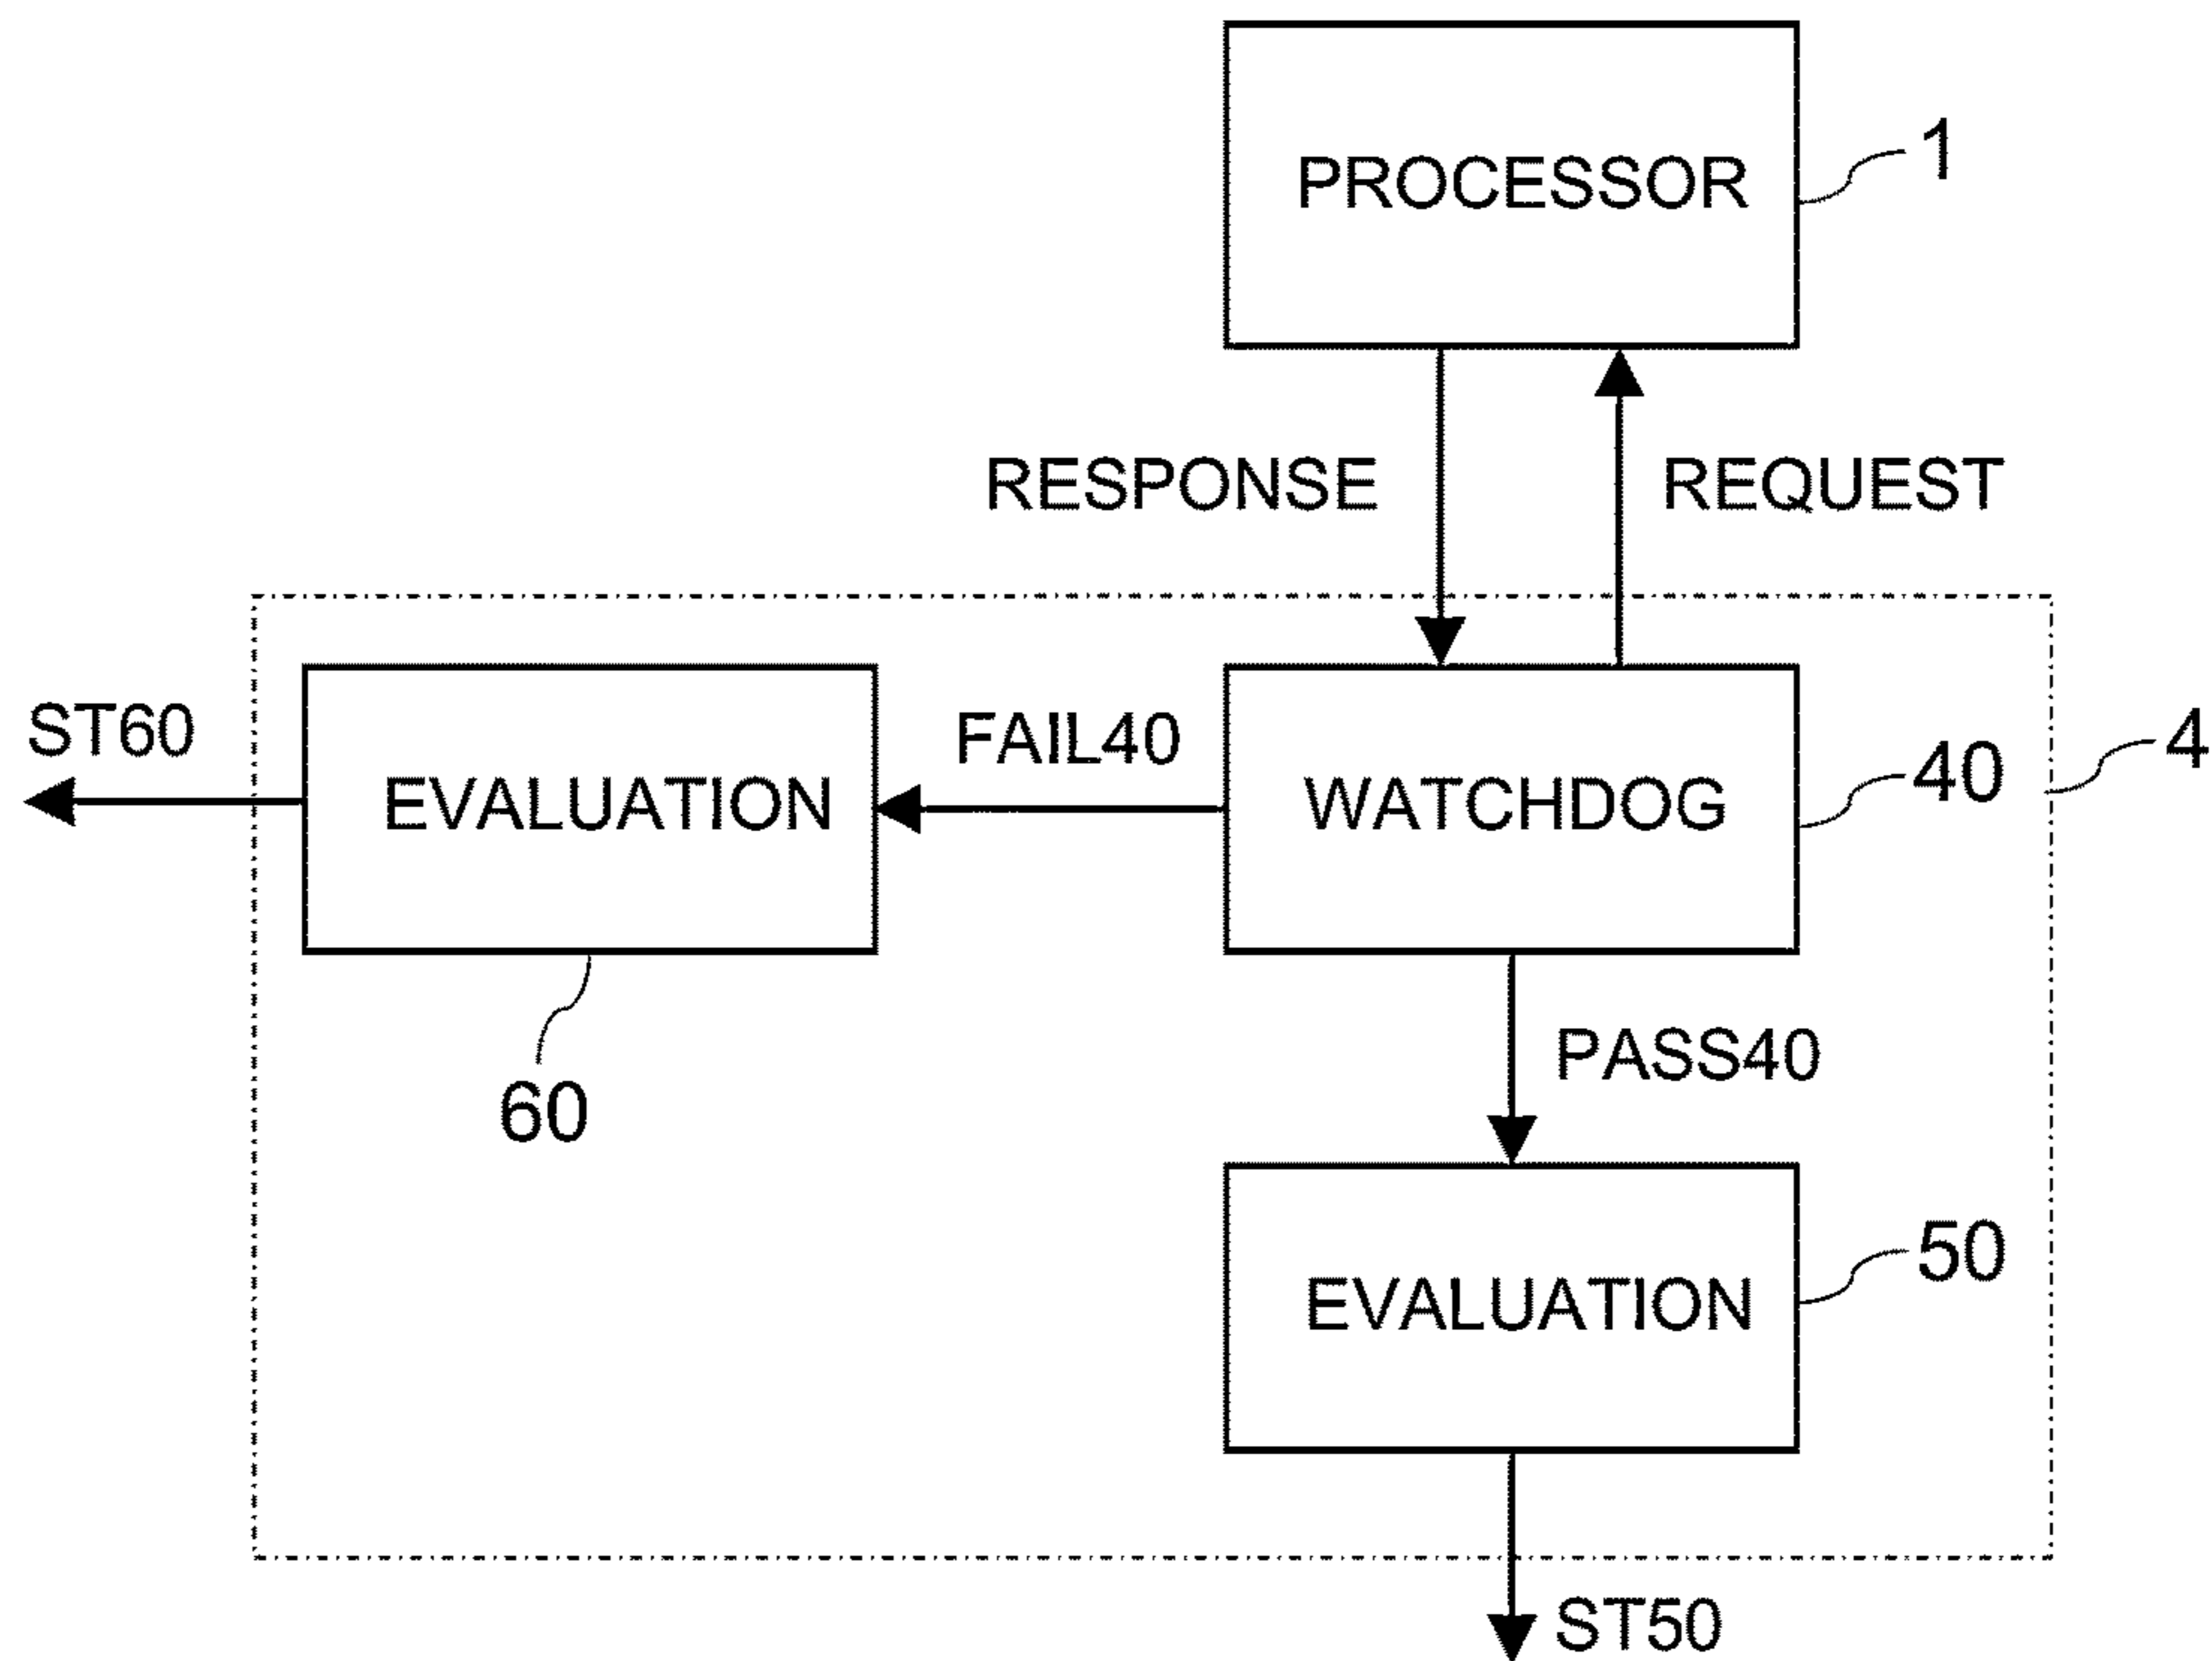 PROCESSOR
1
RESPONSE
REQUEST
ST60
EVALUATION
FAIL40
WATCHDOG
40
4
60
PASS40
EVALUATION
50
ST50